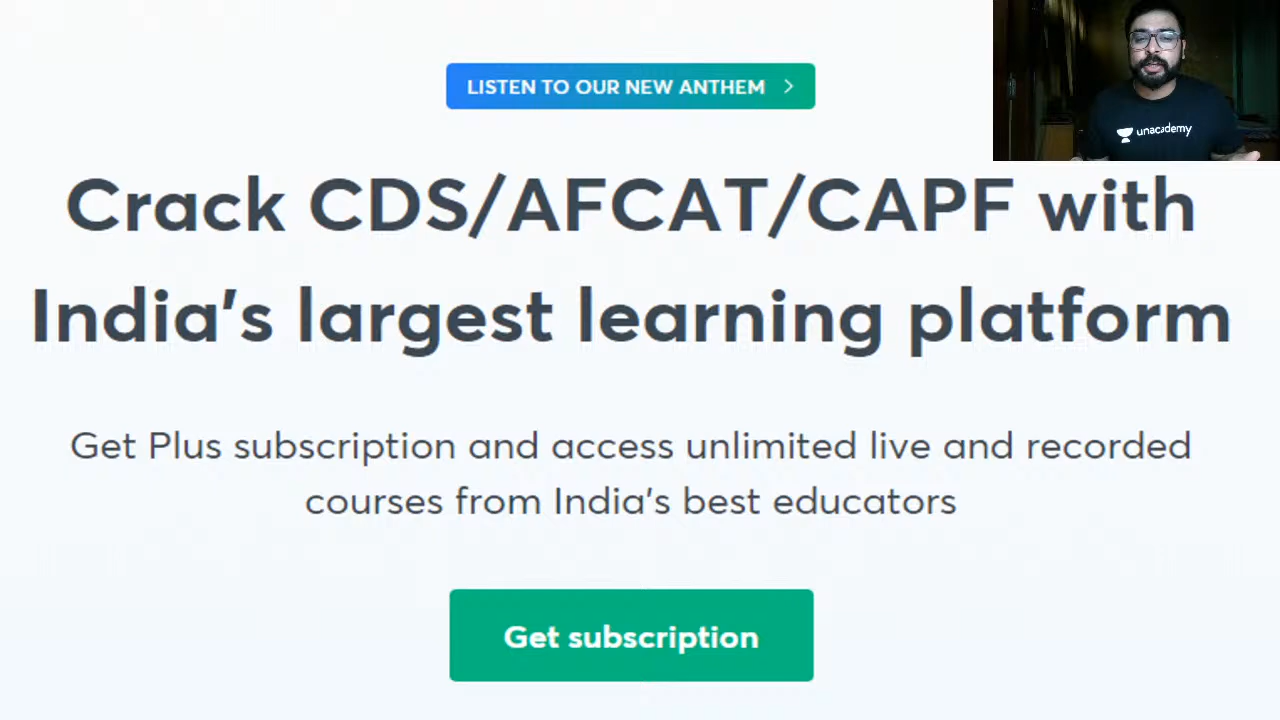 LISTEN TO OUR NEW ANTHEM
unacademy
Crack CDS/AFCAT/CAPF with
India's largest learning platform
Get Plus subscription and access unlimited live and recorded
courses from India's best educators
Get subscription